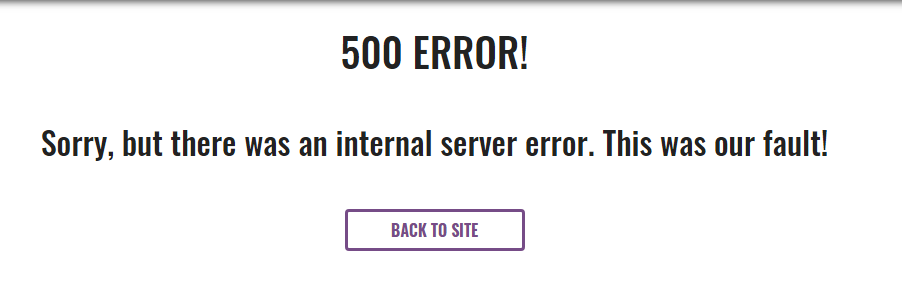 500 ERROR!
Sorry, but there was an internal server error. This was our fault!
BACK TO SITE